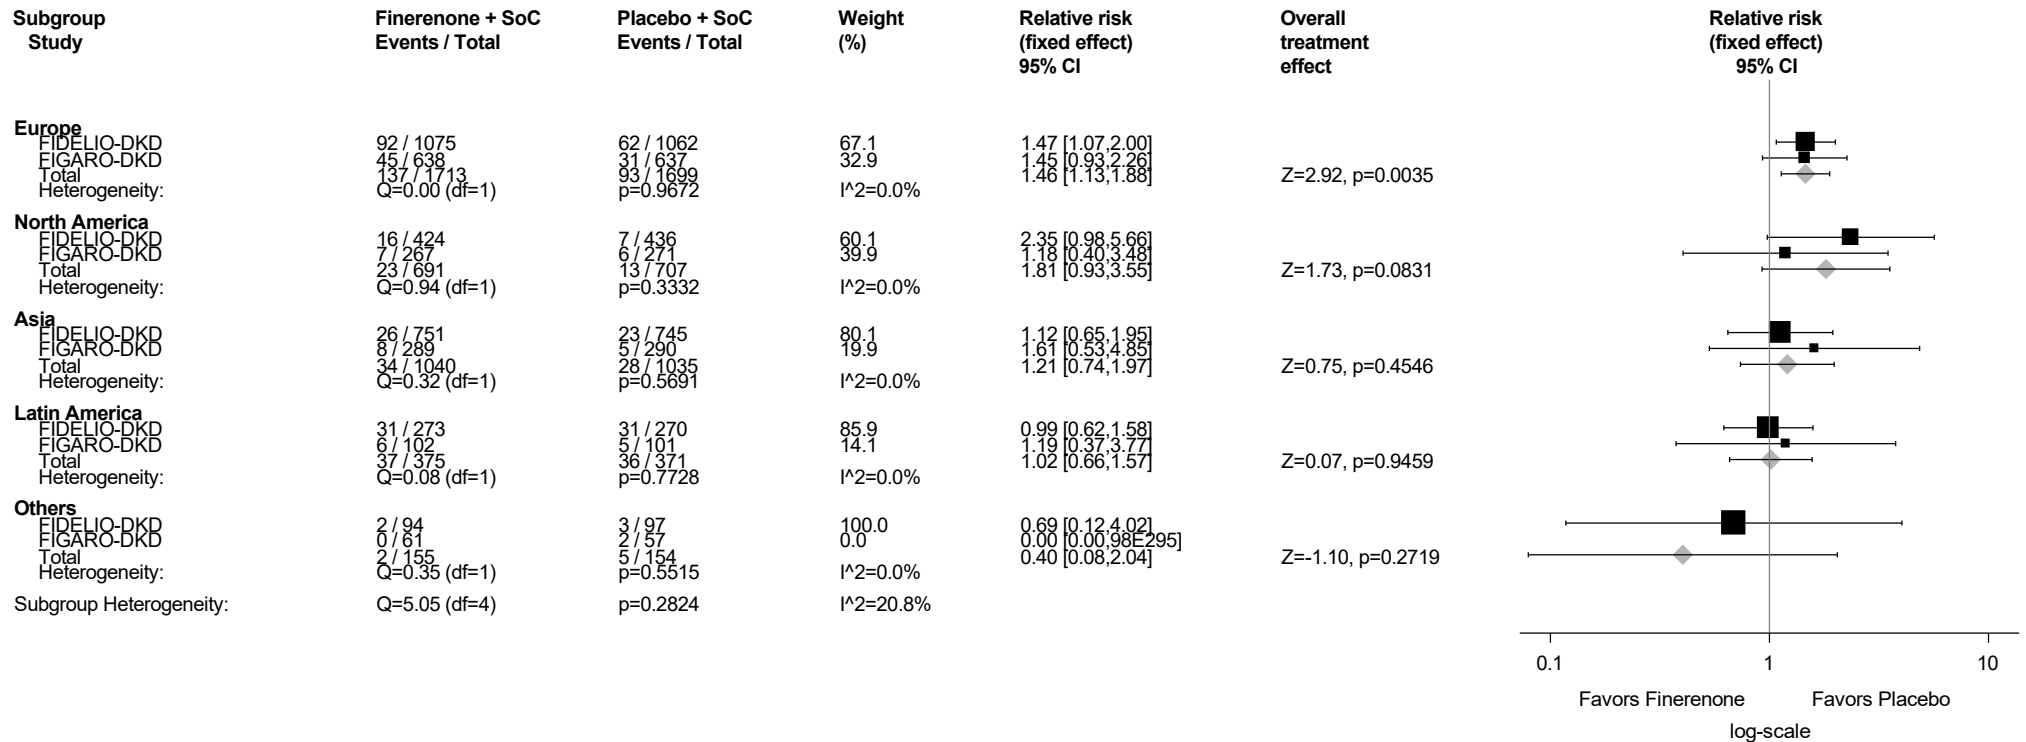 Subgroup Finerenone + SoC Placebo + SoC Weight Relative risk Overall Relative risk
Study Events / Total Events / Total (%) (fixed effect) treatment (fixed effect)
95% CI effect 95% CI
Europe
FIDELIO-DKD 92 / 1075 62 / 1062 67.1 1.47 [1.07,2.00]
FIGARO-DKD 45 / 638 31 / 637 32.9 1.45 [0.93,2.26]
Total 137 / 1713 93 / 1699 1.46 [1.13,1.88] Z=2.92, p=0.0035
Heterogeneity: Q=0.00 (df=1) p=0.9672 I^2=0.0%
North America
FIDELIO-DKD 16 / 424 7 / 436 60.1 2.35 [0.98,5.66]
FIGARO-DKD 7 / 267 6 / 271 39.9 1.18 [0.40,3.48]
Total 23 / 691 13 / 707 1.81 [0.93,3.55] Z=1.73, p=0.0831
Heterogeneity: Q=0.94 (df=1) p=0.3332 I^2=0.0%
Asia
FIDELIO-DKD 26 / 751 23 / 745 80.1 1.12 [0.65,1.95]
FIGARO-DKD 8 / 289 5 / 290 19.9 1.61 [0.53,4.85]
Total 34 / 1040 28 / 1035 1.21 [0.74,1.97] Z=0.75, p=0.4546
Heterogeneity: Q=0.32 (df=1) p=0.5691 I^2=0.0%
Latin America
FIDELIO-DKD 31 / 273 31 / 270 85.9 0.99 [0.62,1.58]
FIGARO-DKD 6 / 102 5 / 101 14.1 1.19 [0.37,3.77]
Total 37 / 375 36 / 371 1.02 [0.66,1.57] Z=0.07, p=0.9459
Heterogeneity: Q=0.08 (df=1) p=0.7728 I^2=0.0%
Others
FIDELIO-DKD 2 / 94 3 / 97 100.0 0.69 [0.12,4.02]
FIGARO-DKD 0 / 61 2 / 57 0.0 0.00 [0.00,98E295]
Total 2 / 155 5 / 154 0.40 [0.08,2.04] Z=-1.10, p=0.2719
Heterogeneity: Q=0.35 (df=1) p=0.5515 I^2=0.0%
Subgroup Heterogeneity: Q=5.05 (df=4) p=0.2824 I^2=20.8%
0.1 1 10
Favors Finerenone Favors Placebo
log-scale